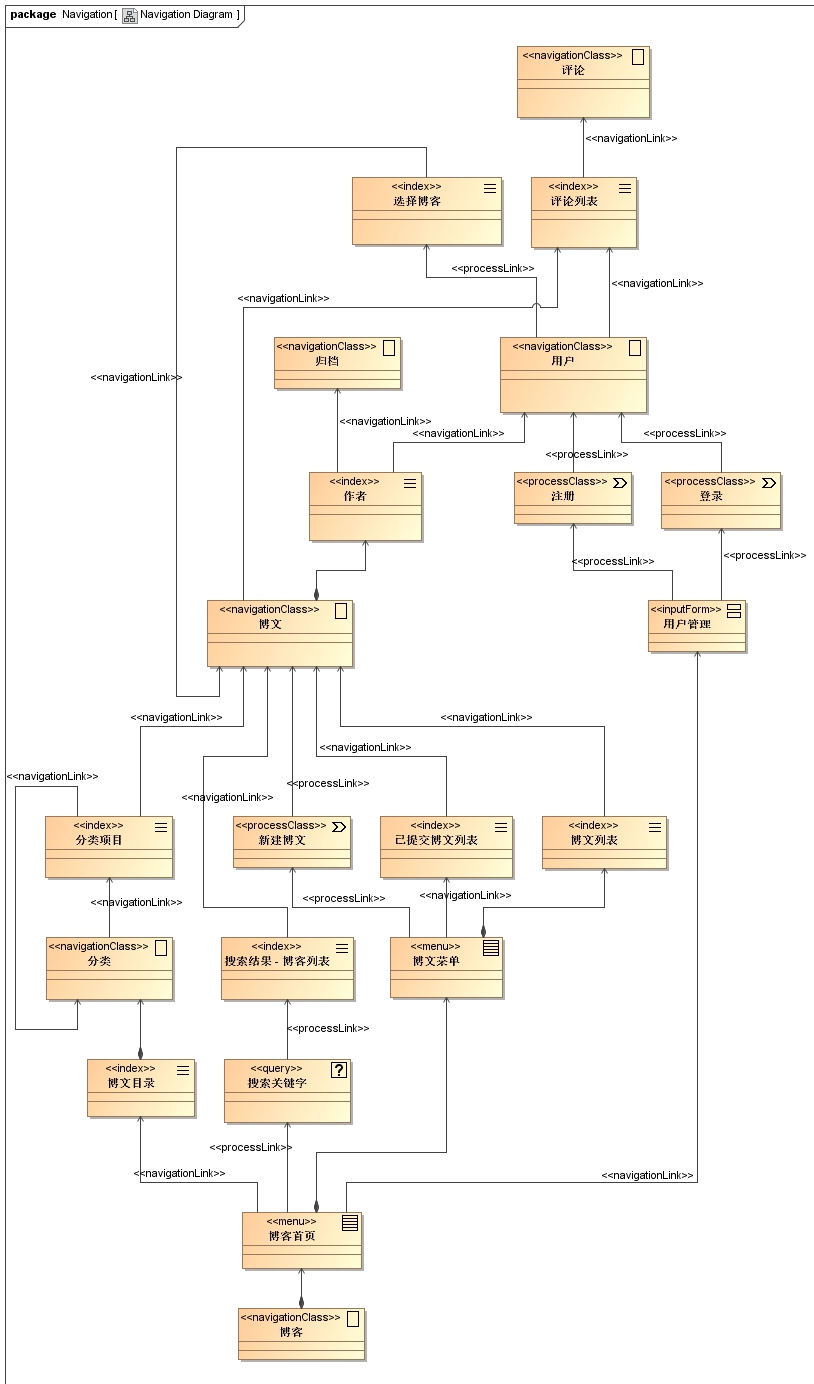 package Navigation [ Navigation Diagram ]
<<navigationClass>>
评论
<<navigationLink>>
<<index>>
选择博客
<<index>>
评论列表
<<processLink>>
<<navigationLink>>
<<navigationLink>>
<<navigationClass>>
归档
<<navigationClass>>
用户
<<navigationLink>>
<<navigationLink>>
<<navigationLink>>
<<processLink>>
<<processLink>>
<<index>>
作者
<<processClass>>
注册
<<processClass>>
登录
<<processLink>>
<<processLink>>
<<navigationClass>>
博文
<<inputForm>>
用户管理
<<navigationLink>>
<<navigationLink>>
<<navigationLink>>
<<navigationLink>>
<<processLink>>
<<navigationLink>>
<<index>>
分类项目
<<processClass>>
新建博文
<<index>>
已提交博文列表
<<index>>
博文列表
<<navigationLink>>
<<processLink>>
<<navigationLink>>
<<navigationClass>>
分类
<<index>>
搜索结果 - 博客列表
<<menu>>
博文菜单
<<processLink>>
<<index>>
博文目录
<<query>>
搜索关键字
?
<<processLink>>
<<navigationLink>>
<<navigationLink>>
<<menu>>
博客首页
<<navigationClass>>
博客